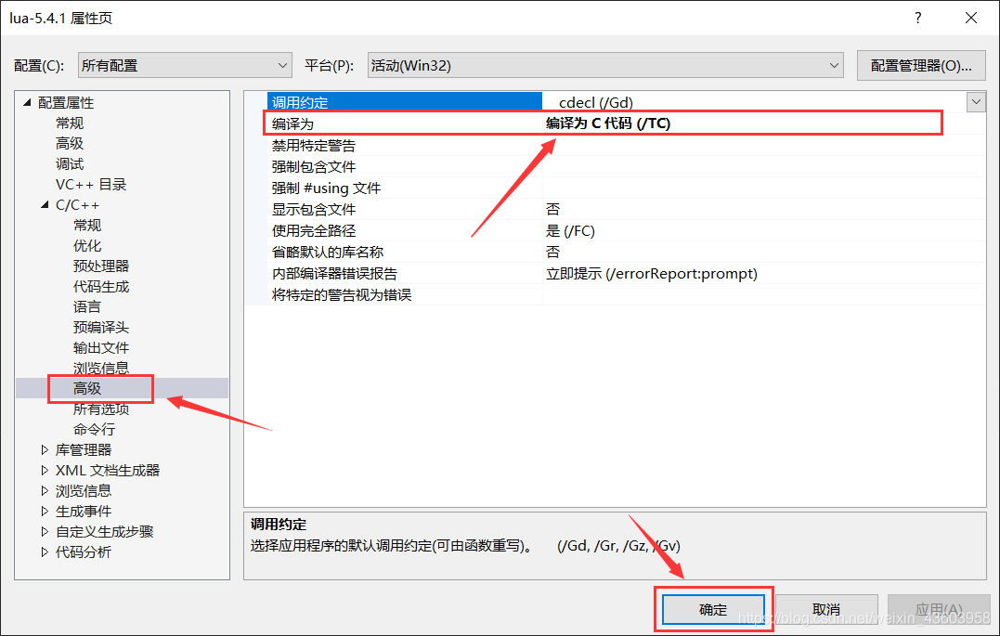 lua-5.4.1 属性页
?
配置(C): 所有配置 平台(P): 活动(Win32) 配置管理器(O)...
配置属性
常规
高级
调试
VC++ 目录
C/C++
常规
优化
预处理器
代码生成
语言
预编译头
输出文件
浏览信息
高级
所有选项
命令行
库管理器
XML 文档生成器
浏览信息
生成事件
自定义生成步骤
代码分析
调用约定 __cdecl (/Gd)
编译为 编译为 C 代码 (/TC)
禁用特定警告
强制包含文件
强制 #using 文件
显示包含文件 否
使用完全路径 是 (/FC)
省略默认的库名称 否
内部编译器错误报告 立即提示 (/errorReport:prompt)
将特定的警告视为错误
调用约定
选择应用程序的默认调用约定(可由函数重写)。 (/Gd, /Gr, /Gz, /Gv)
确定 取消 应用(A)
https://blog.csdn.net/weixin_43603958